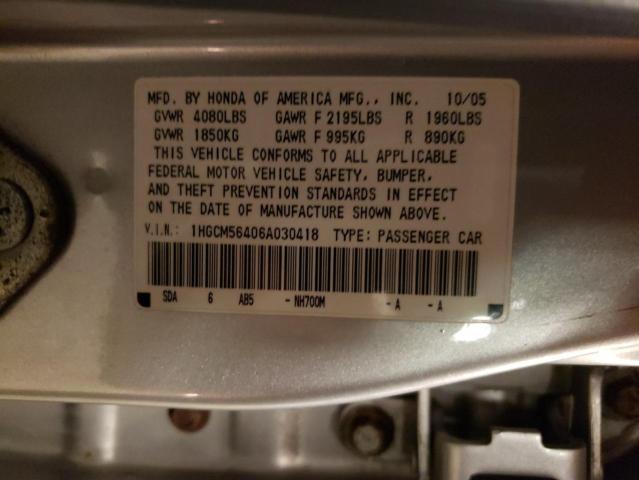 MFD. BY HONDA OF AMERICA MFG., INC. 10/05
GVWR 4080LBS GAWR F 2195LBS R 1960LBS
GVWR 1850KG GAWR F 995KG R 890KG
THIS VEHICLE CONFORMS TO ALL APPLICABLE
FEDERAL MOTOR VEHICLE SAFETY, BUMPER,
AND THEFT PREVENTION STANDARDS IN EFFECT
ON THE DATE OF MANUFACTURE SHOWN ABOVE.
V.I.N.: 1HGCM56406A030418 TYPE: PASSENGER CAR
SDA 6 AB5 -NH700M -A -A